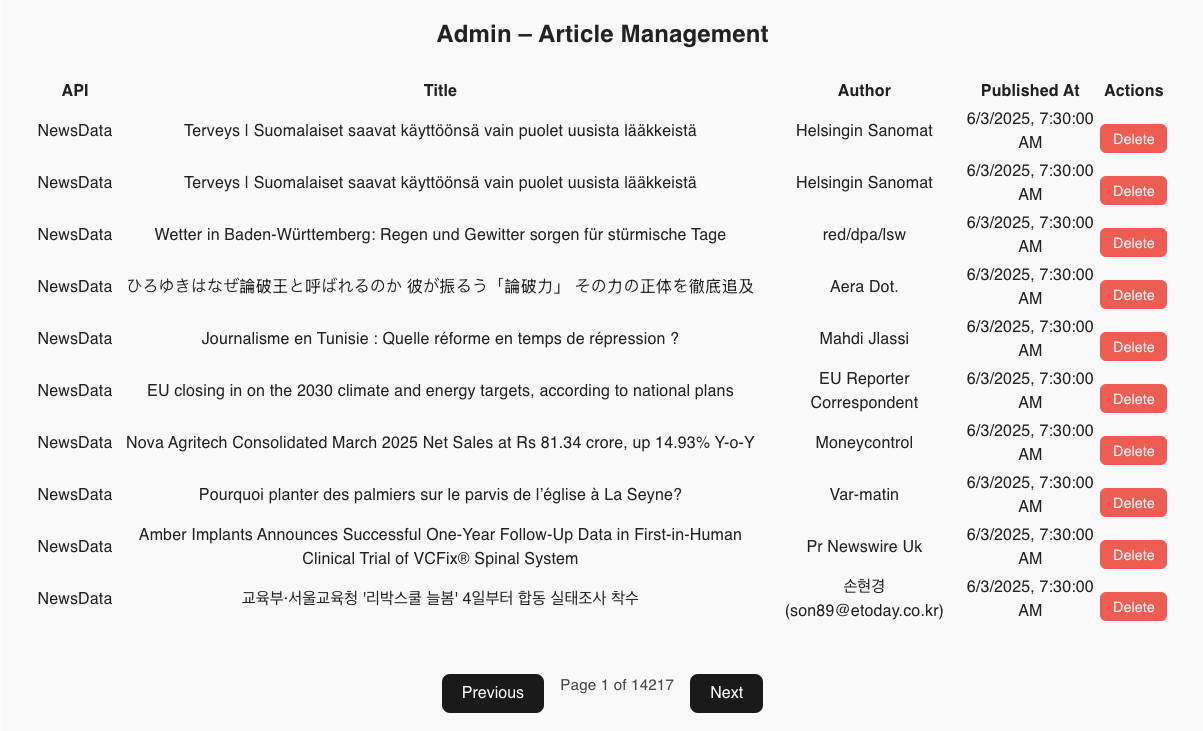 Admin – Article Management
API Title Author Published At Actions
NewsData Terveys | Suomalaiset saavat käyttöönsä vain puolet uusista lääkkeistä Helsingin Sanomat 6/3/2025, 7:30:00 AM Delete
NewsData Terveys | Suomalaiset saavat käyttöönsä vain puolet uusista lääkkeistä Helsingin Sanomat 6/3/2025, 7:30:00 AM Delete
NewsData Wetter in Baden-Württemberg: Regen und Gewitter sorgen für stürmische Tage red/dpa/lsw 6/3/2025, 7:30:00 AM Delete
NewsData ひろゆきはなぜ論破王と呼ばれるのか 彼が振るう「論破力」 その力の正体を徹底追及 Aera Dot. 6/3/2025, 7:30:00 AM Delete
NewsData Journalisme en Tunisie : Quelle réforme en temps de répression ? Mahdi Jlassi 6/3/2025, 7:30:00 AM Delete
NewsData EU closing in on the 2030 climate and energy targets, according to national plans EU Reporter Correspondent 6/3/2025, 7:30:00 AM Delete
NewsData Nova Agritech Consolidated March 2025 Net Sales at Rs 81.34 crore, up 14.93% Y-o-Y Moneycontrol 6/3/2025, 7:30:00 AM Delete
NewsData Pourquoi planter des palmiers sur le parvis de l’église à La Seyne? Var-matin 6/3/2025, 7:30:00 AM Delete
NewsData Amber Implants Announces Successful One-Year Follow-Up Data in First-in-Human Clinical Trial of VCFix® Spinal System Pr Newswire Uk 6/3/2025, 7:30:00 AM Delete
NewsData 교육부·서울교육청 '리박스쿨 늘봄' 4일부터 합동 실태조사 착수 손현경 (son89@etoday.co.kr) 6/3/2025, 7:30:00 AM Delete
Previous Page 1 of 14217 Next